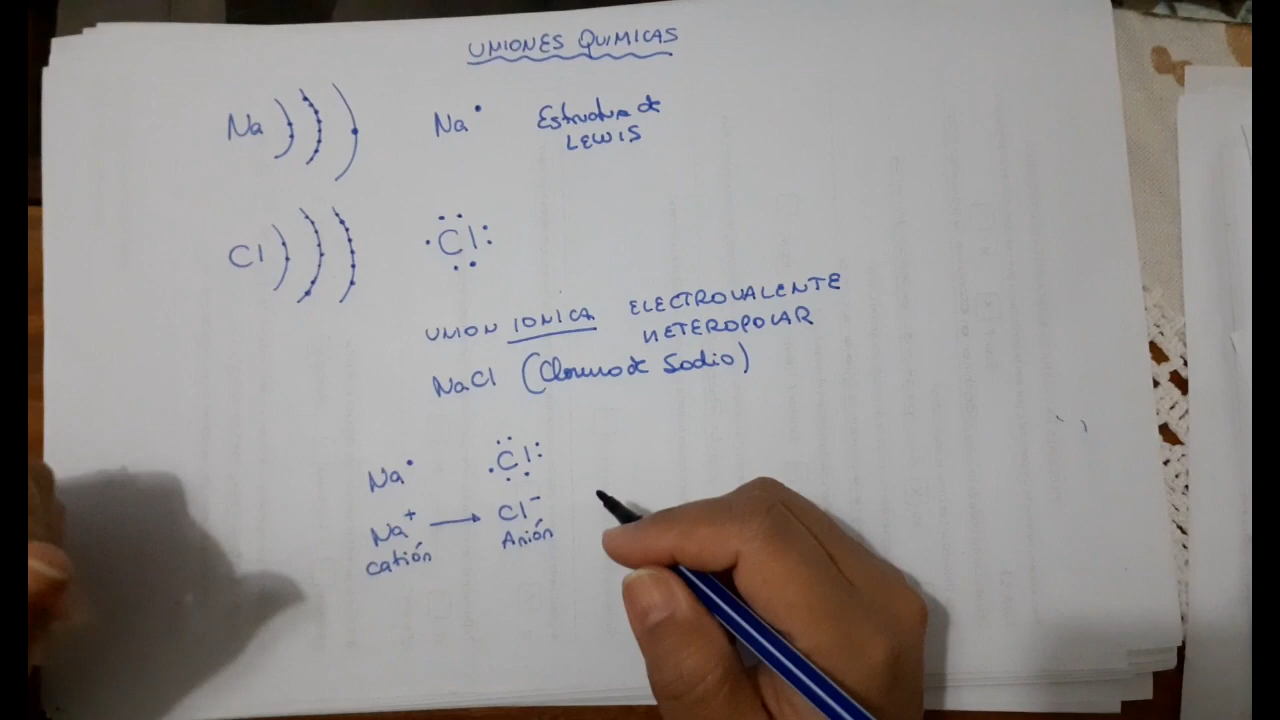 UNIONES QUIMICAS
Na Na• Estructura de
LEWIS
Cl Cl
UNION IONICA ELECTROVALENTE
HETEROPOLAR
NaCl (Cloruro de Sodio)
Na• Cl
Na⁺ → Cl⁻
catión Anión